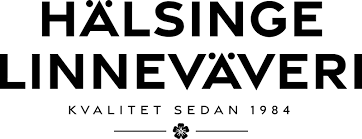 HÄLSINGE
LINNEVÄVERI
KVALITET SEDAN 1984